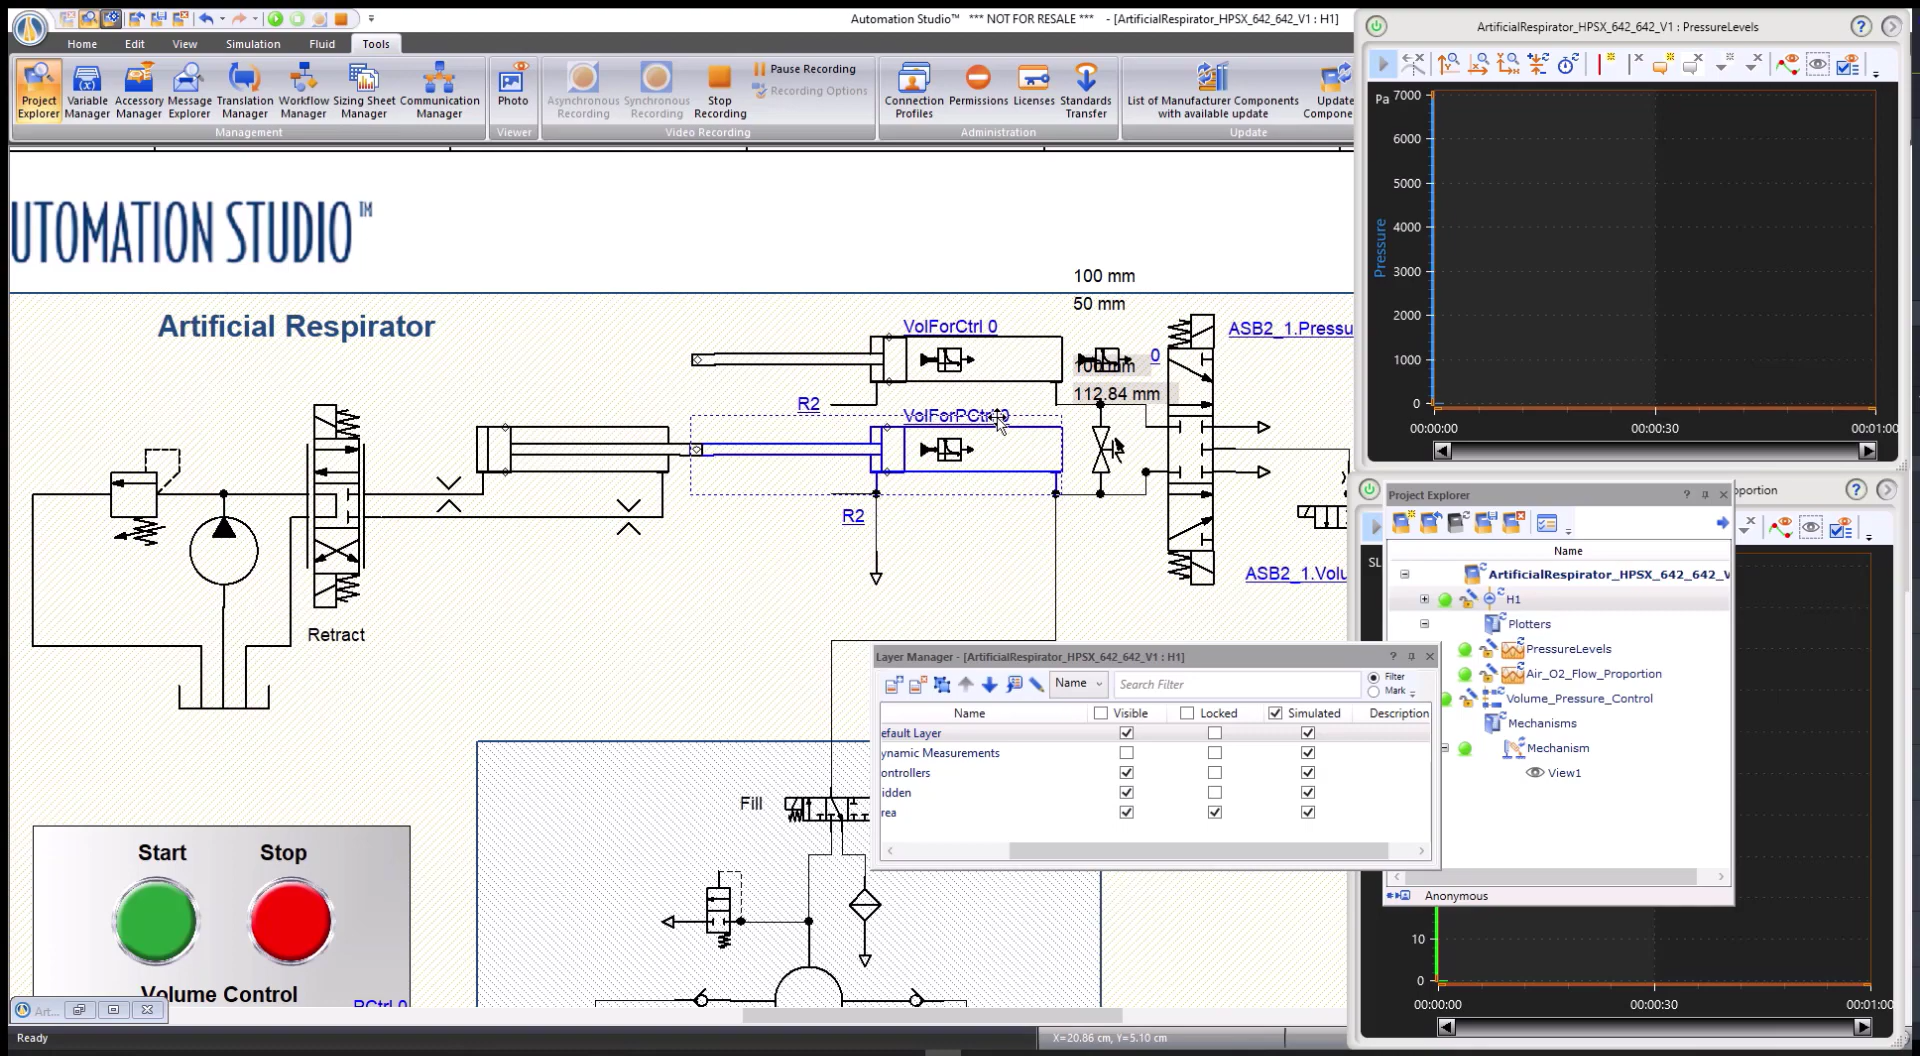 Automation Studio™ *** NOT FOR RESALE *** - [ArtificialRespirator_HPSX_642_642_V1 : H1]
Home Edit View Simulation Fluid Tools
Project Explorer
Variable Manager
Accessory Manager
Message Explorer
Translation Manager
Workflow Manager
Sizing Sheet Manager
Communication Manager
Management
Photo
Viewer
Asynchronous Recording
Synchronous Recording
Stop Recording
Pause Recording
Recording Options
Video Recording
Connection Profiles
Permissions
Licenses
Standards Transfer
Administration
List of Manufacturer Components with available update
Update
Compone
Update
UTOMATION STUDIO™
Artificial Respirator
100 mm
50 mm
VolForCtrl 0
ASB2_1.Pressu
0
100 mm
112.84 mm
R2
VolForPCtrl 0
R2
ASB2_1.Volu
Retract
Fill
Start Stop
Volume Control
PCtrl 0
Art...
Ready
X=20.86 cm, Y=5.10 cm
Layer Manager - [ArtificialRespirator_HPSX_642_642_V1 : H1]
Name
Search Filter
Filter
Mark
Name Visible Locked Simulated Description
efault Layer
ynamic Measurements
ontrollers
idden
rea
ArtificialRespirator_HPSX_642_642_V1 : PressureLevels
Pa
7000
6000
5000
4000
3000
2000
1000
0
Pressure
00:00:00 00:00:30 00:01:00
oportion
SL
Project Explorer
Name
ArtificialRespirator_HPSX_642_642_V
H1
Plotters
PressureLevels
Air_O2_Flow_Proportion
Volume_Pressure_Control
Mechanisms
Mechanism
View1
Anonymous
10
0
00:00:00 00:00:30 00:01:00